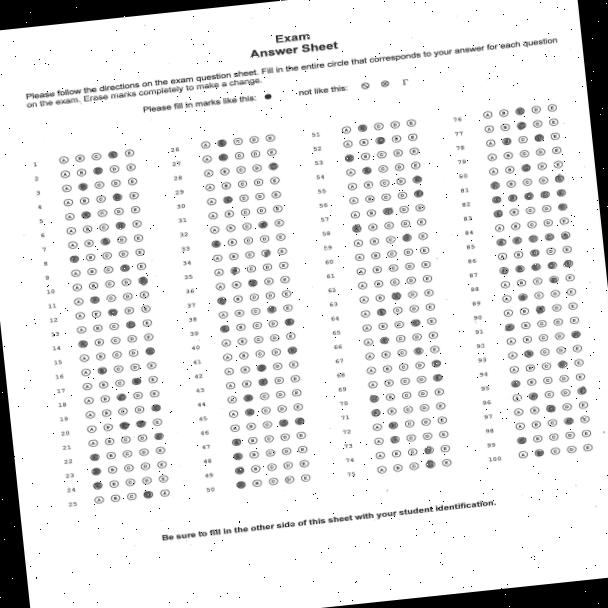 Exam
Answer Sheet
Please follow the directions on the exam question sheet. Fill in the entire circle that corresponds to your answer for each question
on the exam. Erase marks completely to make a change.
Please fill in marks like this: not like this:
1 26 51 76
2 27 52 77
3 28 53 78
4 29 54 79
5 30 55 80
6 31 56 81
7 32 57 82
8 33 58 83
9 34 59 84
10 35 60 85
11 36 61 86
12 37 62 87
13 38 63 88
14 39 64 89
15 40 65 90
16 41 66 91
17 42 67 92
18 43 68 93
19 44 69 94
20 45 70 95
21 46 71 96
22 47 72 97
23 48 73 98
24 49 74 99
25 50 75 100
Be sure to fill in the other side of this sheet with your student identification.